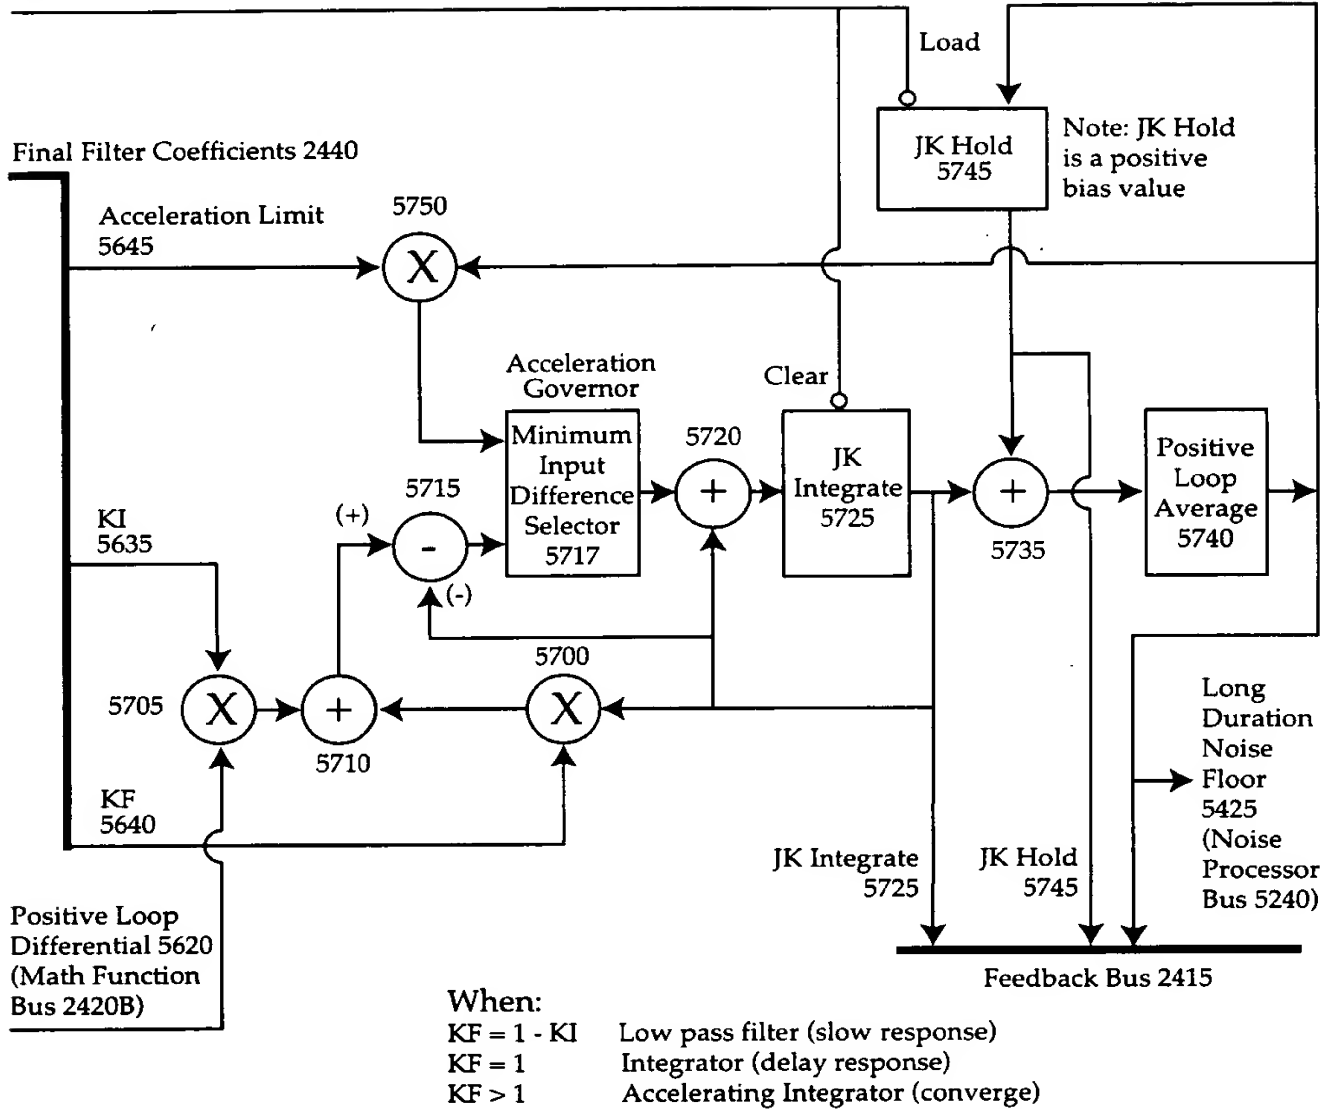 Load
JK Hold
5745
Note: JK Hold
is a positive
bias value
Final Filter Coefficients 2440
Acceleration Limit
5645
5750
X
Acceleration
Governor
Clear
Minimum
Input
Difference
Selector
5717
5720
+
JK
Integrate
5725
+
5735
Positive
Loop
Average
5740
5715
(+)
-
(-)
KI
5635
5700
X
5705
X
+
5710
KF
5640
Long
Duration
Noise
Floor
5425
(Noise
Processor
Bus 5240)
JK Integrate
5725
JK Hold
5745
Positive Loop
Differential 5620
(Math Function
Bus 2420B)
Feedback Bus 2415
When:
KF = 1 - KI Low pass filter (slow response)
KF = 1 Integrator (delay response)
KF > 1 Accelerating Integrator (converge)